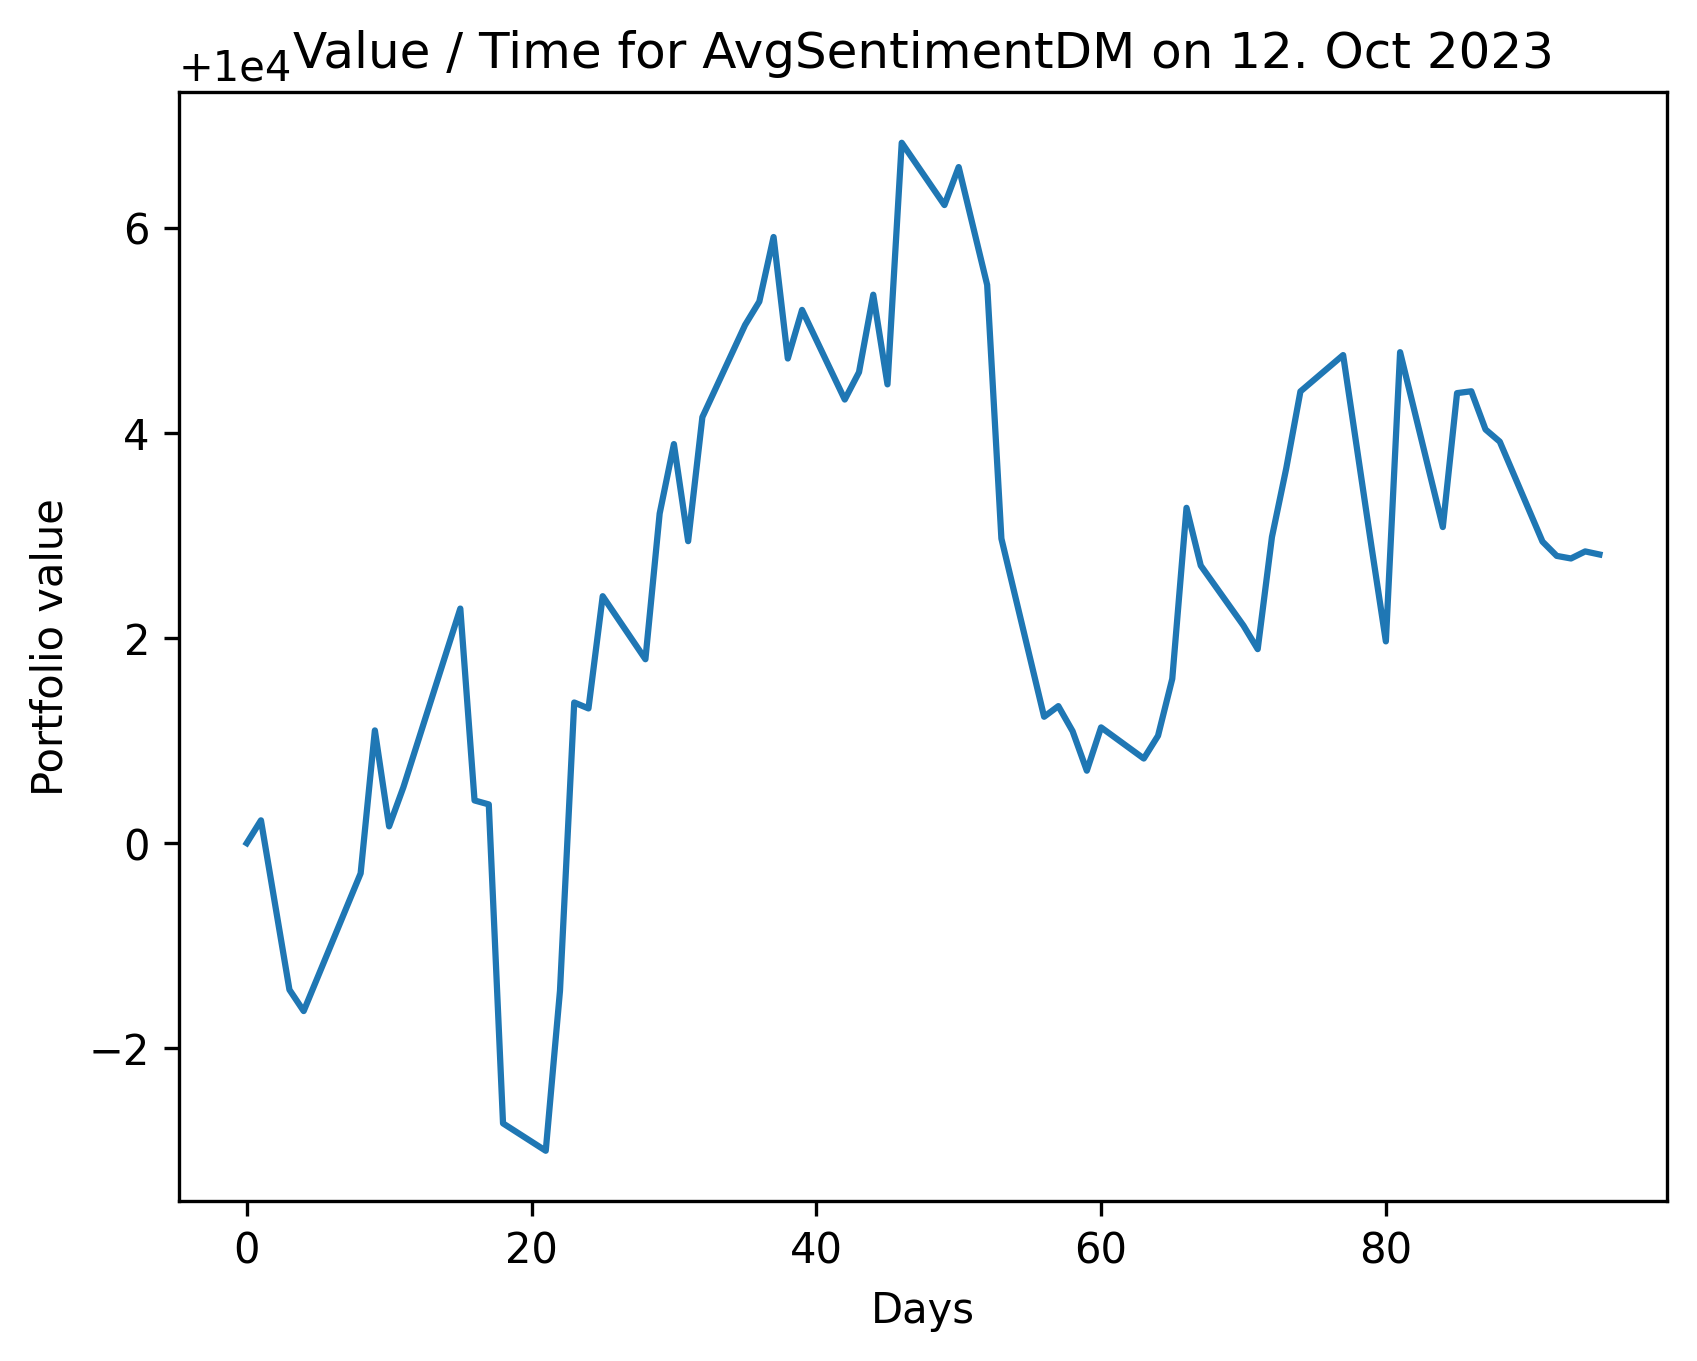 Value / Time for AvgSentimentDM on 12. Oct 2023
+1e4
6
4
2
0
−2
Portfolio value
0 20 40 60 80
Days